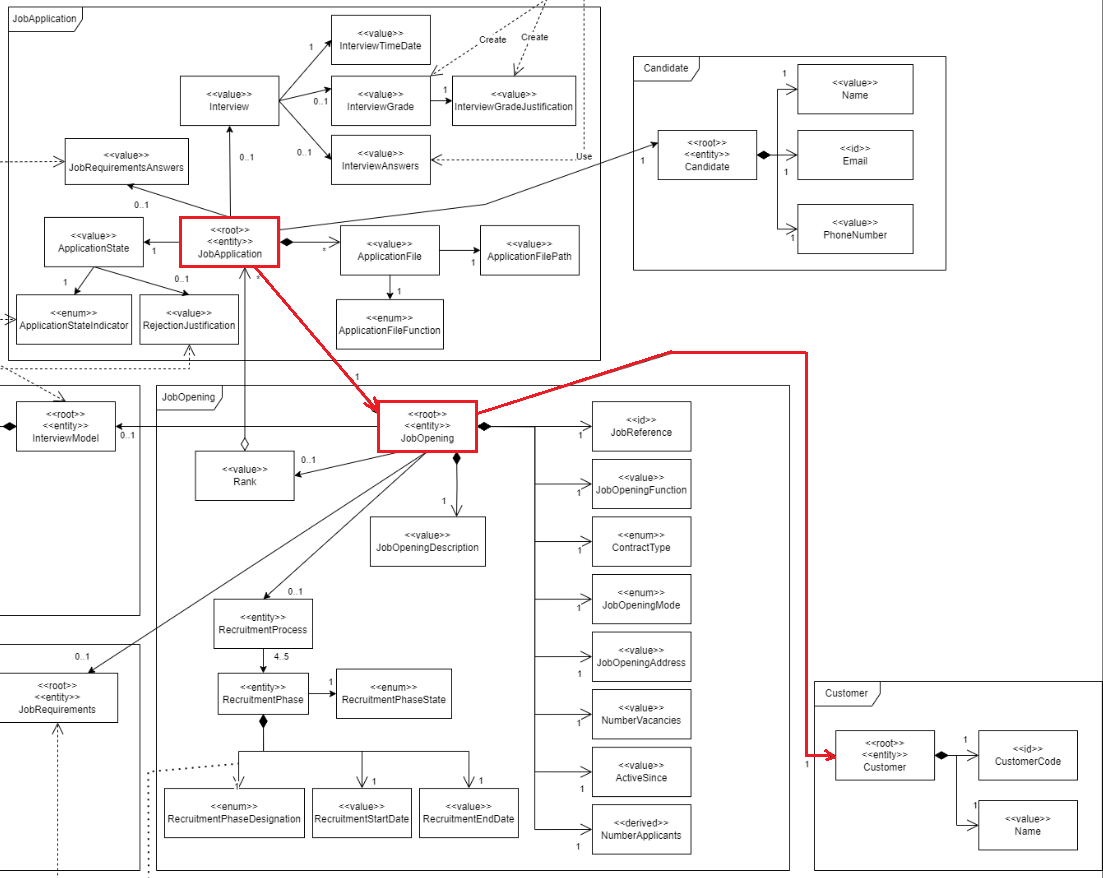 JobApplication
<<value>>
InterviewTimeDate
Create
Create
1
<<value>>
Interview
0..1
<<value>>
InterviewGrade
1
<<value>>
InterviewGradeJustification
0..1
<<value>>
InterviewAnswers
Use
0..1
<<value>>
JobRequirementsAnswers
0..1
<<value>>
ApplicationState
1
<<root>>
<<entity>>
JobApplication
*
<<value>>
ApplicationFile
1
<<value>>
ApplicationFilePath
1
0..1
*
<<enum>>
ApplicationStateIndicator
<<value>>
RejectionJustification
1
<<enum>>
ApplicationFileFunction
Candidate
1
<<root>>
<<entity>>
Candidate
1
<<value>>
Name
1
<<id>>
Email
1
<<value>>
PhoneNumber
1
<<root>>
<<entity>>
InterviewModel
0..1
JobOpening
<<root>>
<<entity>>
JobOpening
<<value>>
Rank
0..1
1
<<value>>
JobOpeningDescription
0..1
<<entity>>
RecruitmentProcess
4..5
<<entity>>
RecruitmentPhase
1
<<enum>>
RecruitmentPhaseState
1
<<enum>>
RecruitmentPhaseDesignation
1
<<value>>
RecruitmentStartDate
1
<<value>>
RecruitmentEndDate
1
<<id>>
JobReference
1
<<value>>
JobOpeningFunction
1
<<enum>>
ContractType
1
<<enum>>
JobOpeningMode
1
<<value>>
JobOpeningAddress
1
<<value>>
NumberVacancies
1
<<value>>
ActiveSince
1
<<derived>>
NumberApplicants
0..1
<<root>>
<<entity>>
JobRequirements
Customer
1
<<root>>
<<entity>>
Customer
1
<<id>>
CustomerCode
1
<<value>>
Name